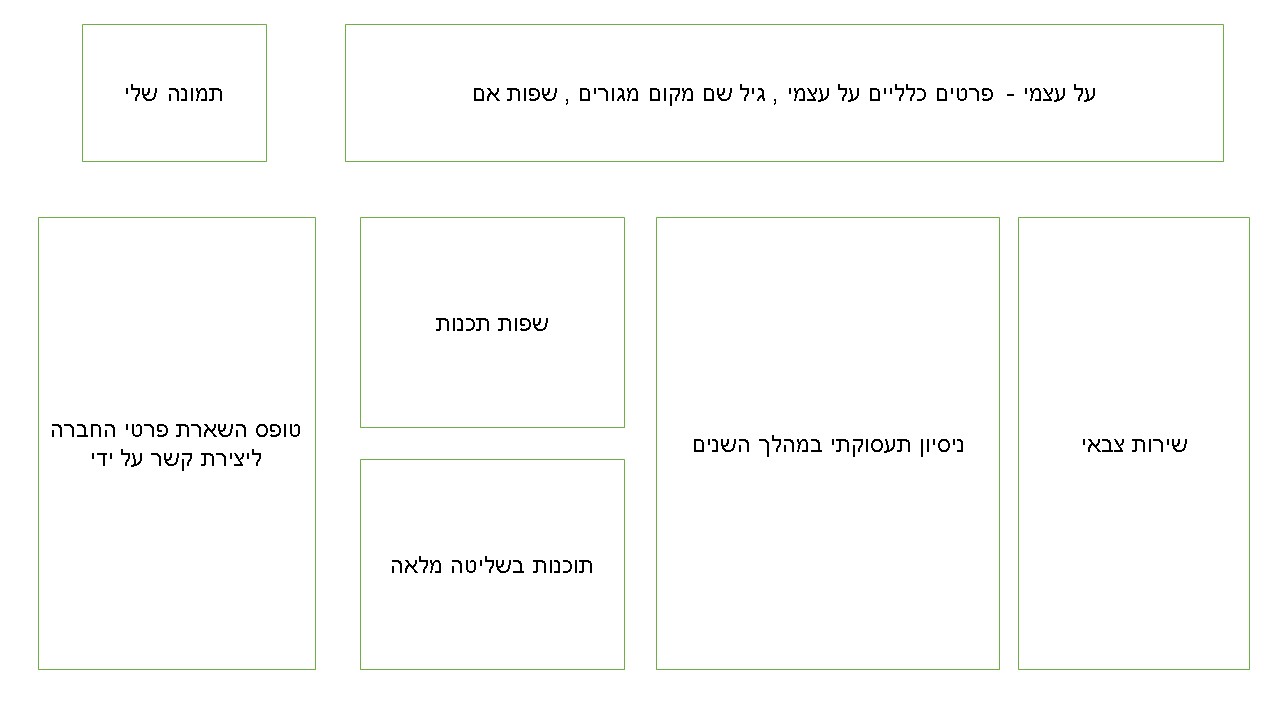 על עצמי - פרטים כלליים על עצמי , גיל שם מקום מגורים , שפות אם
תמונה שלי
שירות צבאי
ניסיון תעסוקתי במהלך השנים
שפות תכנות
תוכנות בשליטה מלאה
טופס השארת פרטי החברה
ליצירת קשר על ידי